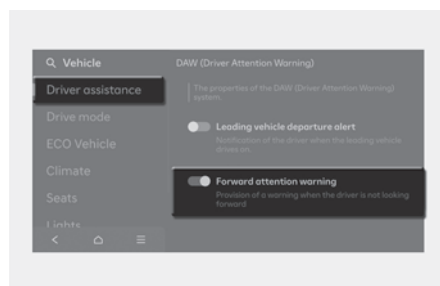 Vehicle
Driver assistance
Drive mode
ECO Vehicle
Climate
Seats
Lights
DAW (Driver Attention Warning)
The properties of the DAW (Driver Attention Warning)
system.
Leading vehicle departure alert
Notification of the driver when the leading vehicle
drives on.
Forward attention warning
Provision of a warning when the driver is not looking
forward